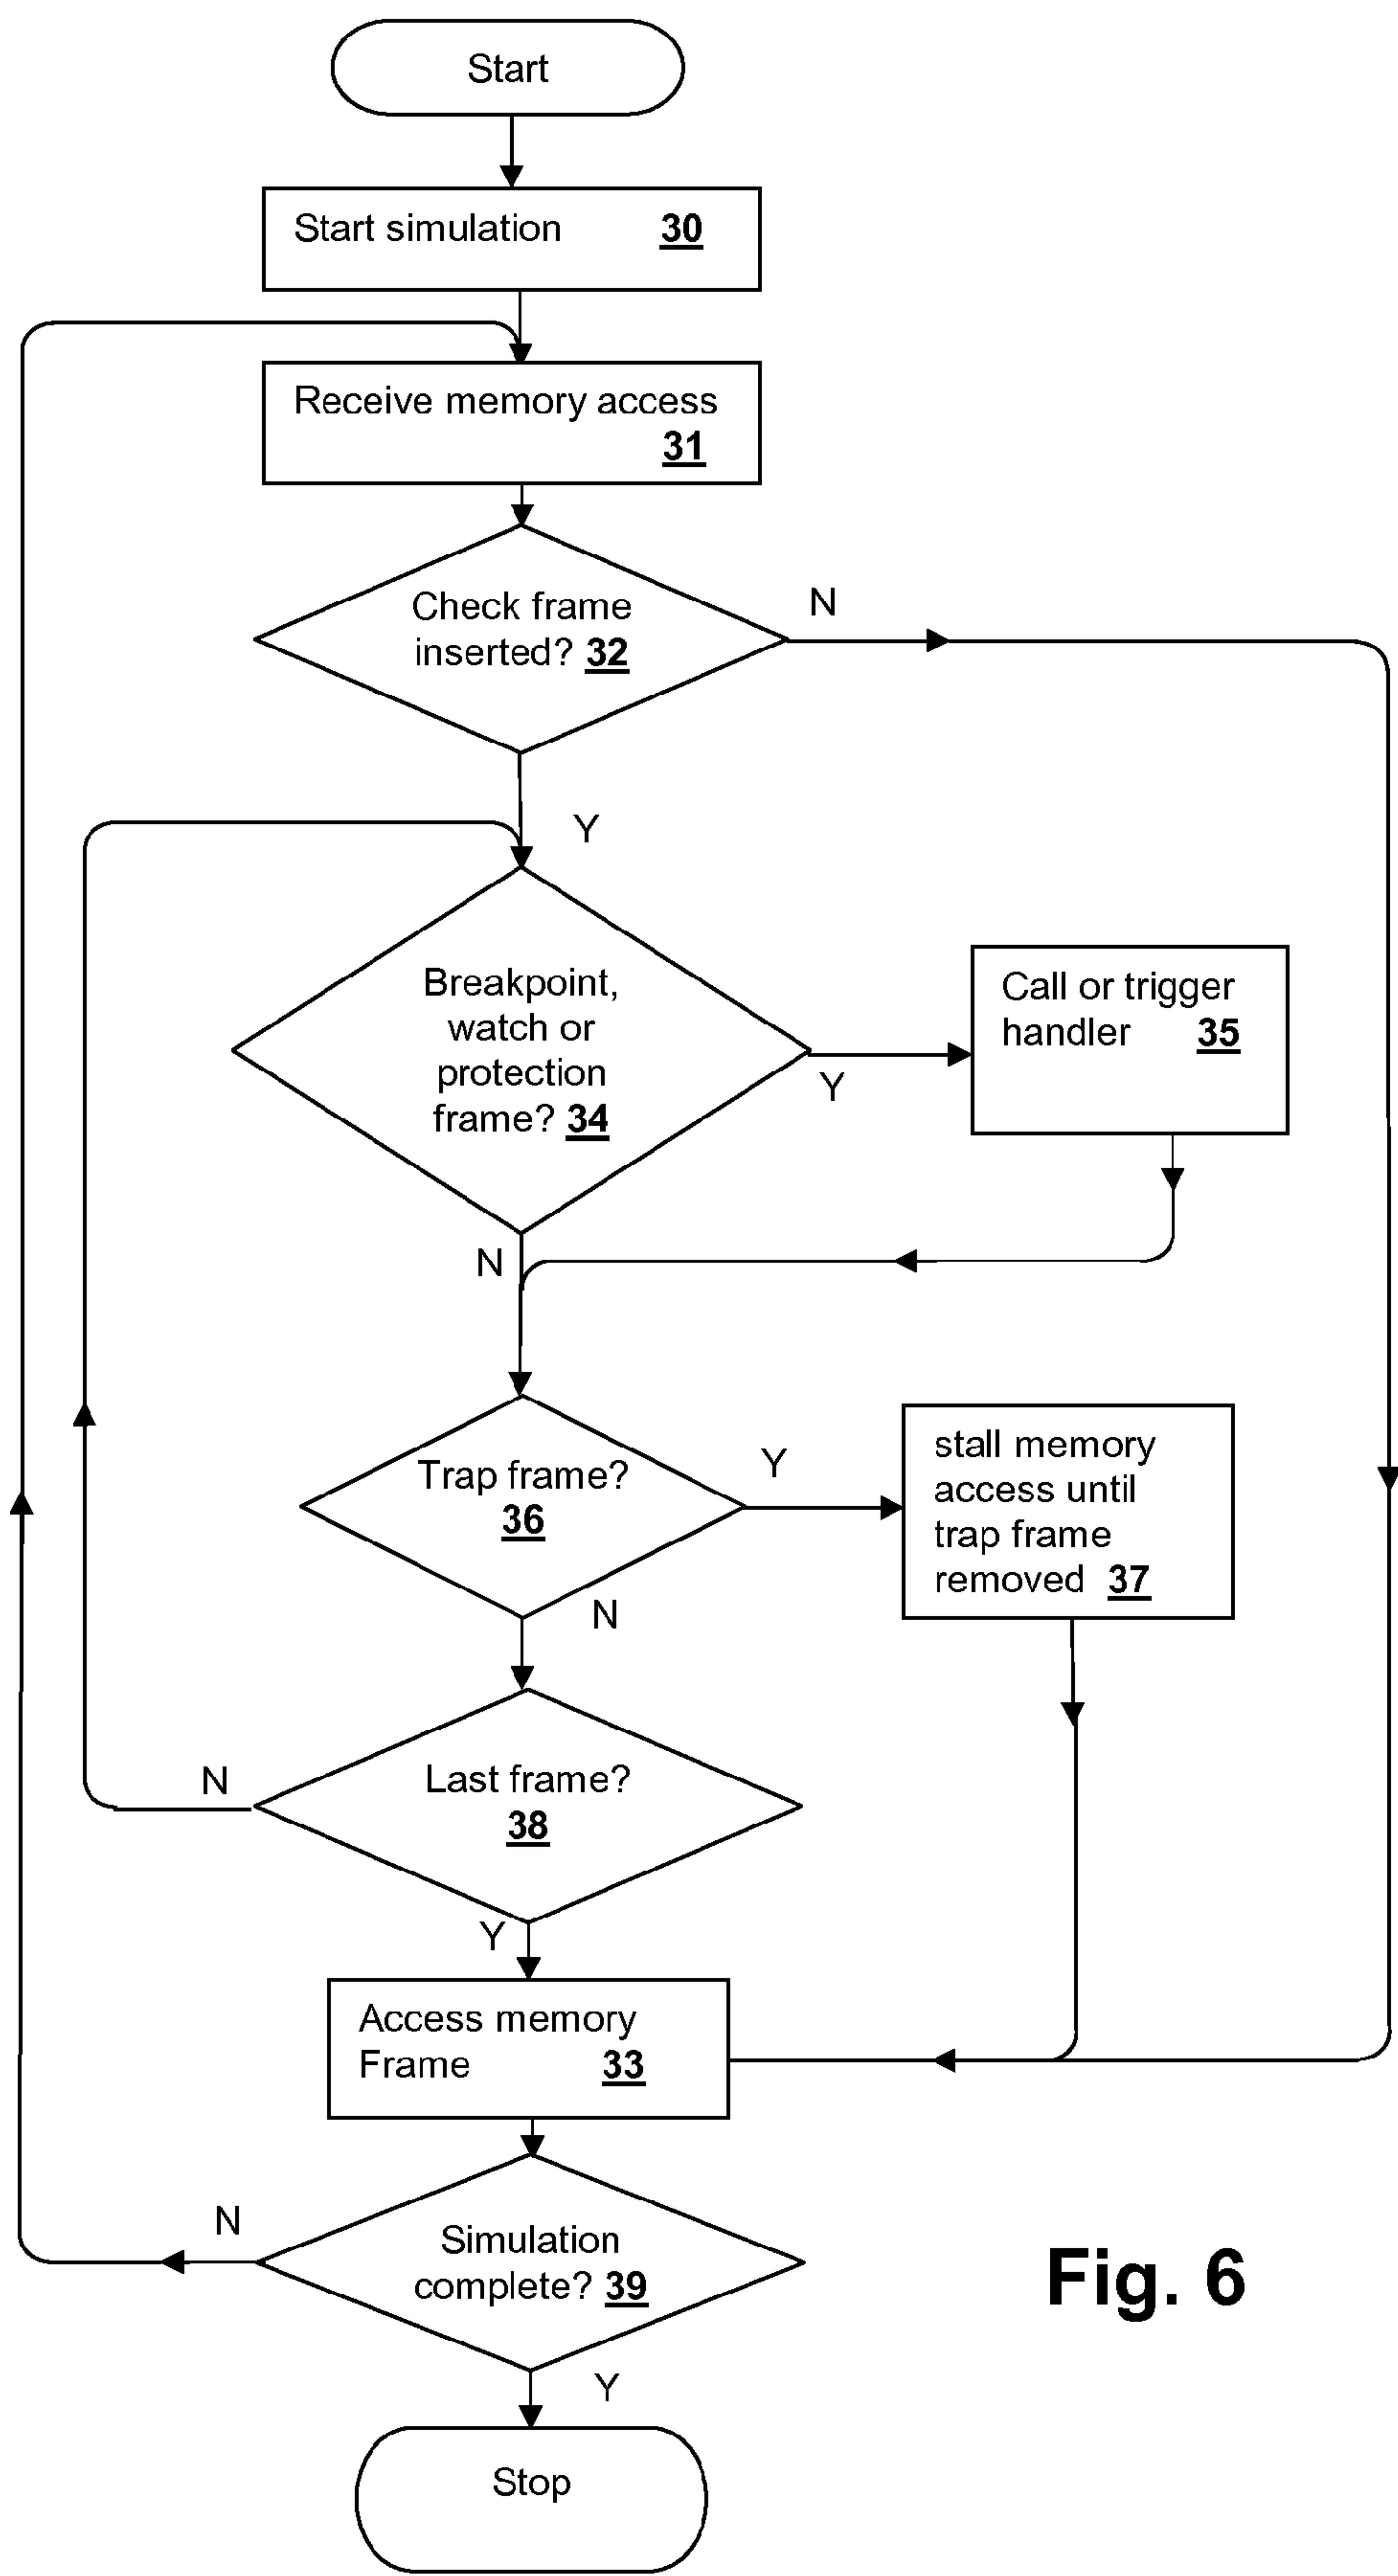 Start
Start simulation 30
Receive memory access
31
Check frame
inserted? 32
N
Y
Breakpoint,
watch or
protection
frame? 34
Y
Call or trigger
handler 35
N
Trap frame?
36
Y
stall memory
access until
trap frame
removed 37
N
Last frame?
38
N
Y
Access memory
Frame 33
Simulation
complete? 39
N
Y
Stop
Fig. 6